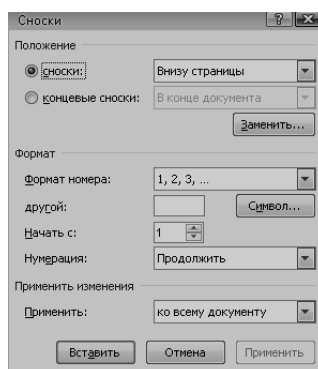 Сноски
Положение
сноски: Внизу страницы
концевые сноски: В конце документа
Заменить...
Формат
Формат номера: 1, 2, 3, ...
другой: Символ...
Начать с: 1
Нумерация: Продолжить
Применить изменения
Применить: ко всему документу
Вставить Отмена Применить